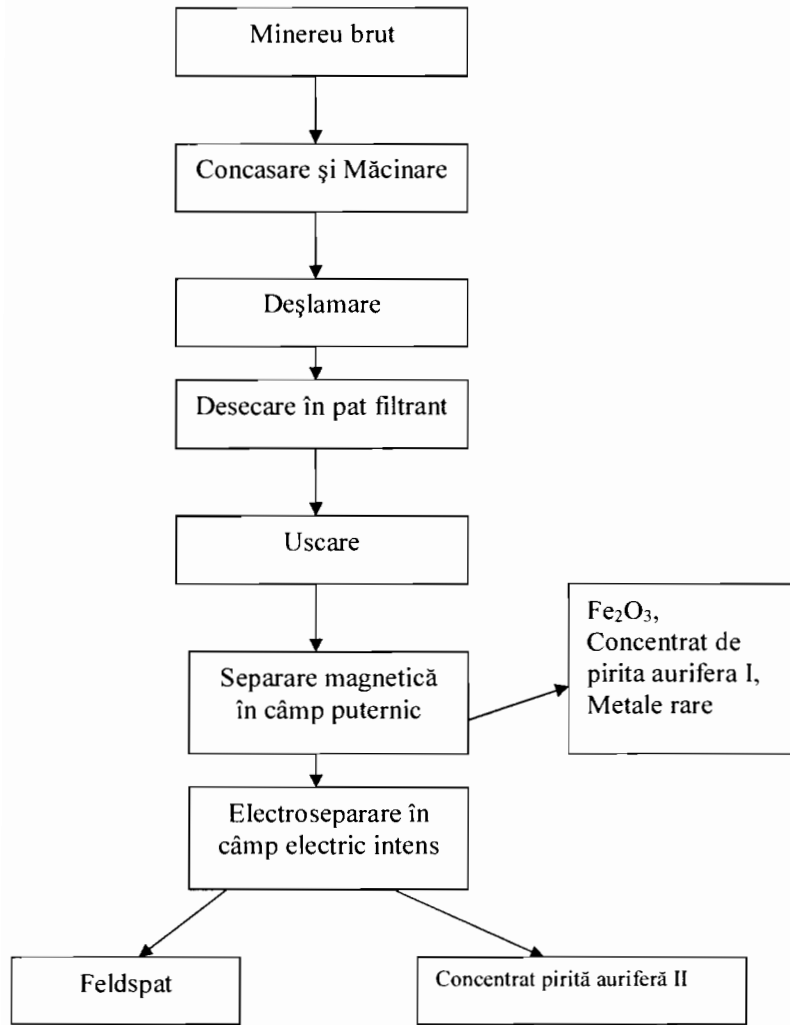 Minereu brut
Concasare şi Măcinare
Deşlamare
Desecare în pat filtrant
Uscare
Separare magnetică
în câmp puternic
Fe₂O₃,
Concentrat de
pirita aurifera I,
Metale rare
Electroseparare în
câmp electric intens
Feldspat
Concentrat pirită auriferă II